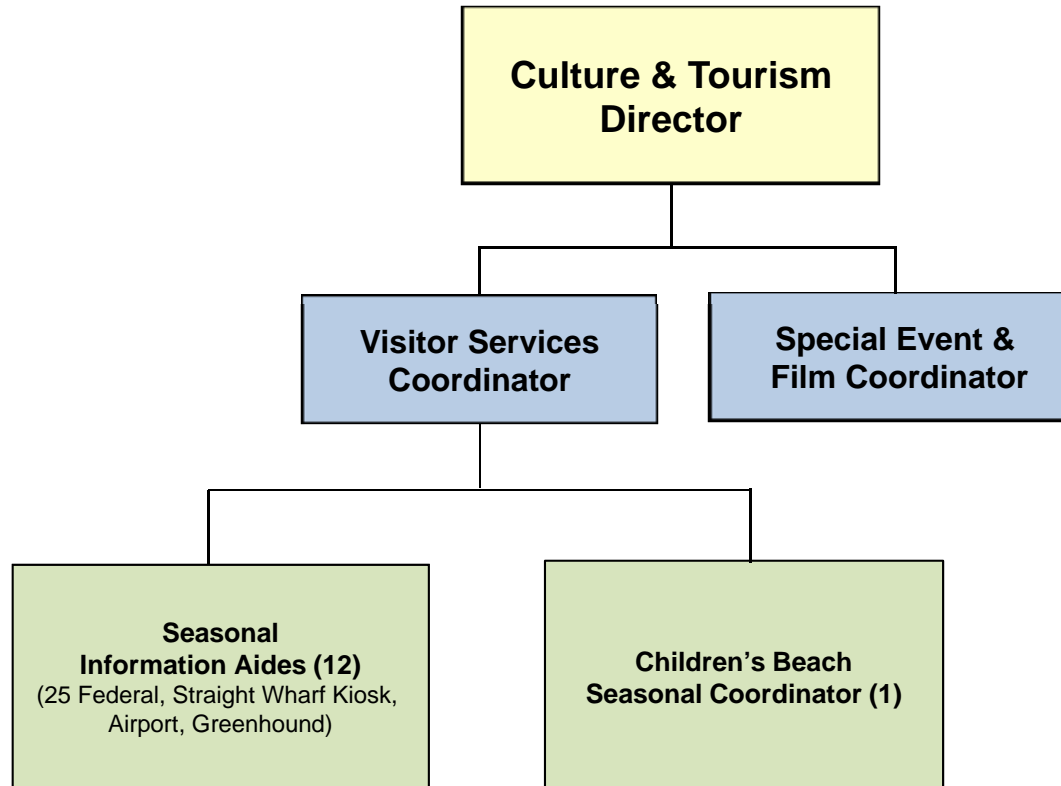 Culture & Tourism
Director
Visitor Services
Coordinator
Special Event &
Film Coordinator
Seasonal
Information Aides (12)
(25 Federal, Straight Wharf Kiosk,
Airport, Greenhound)
Children’s Beach
Seasonal Coordinator (1)